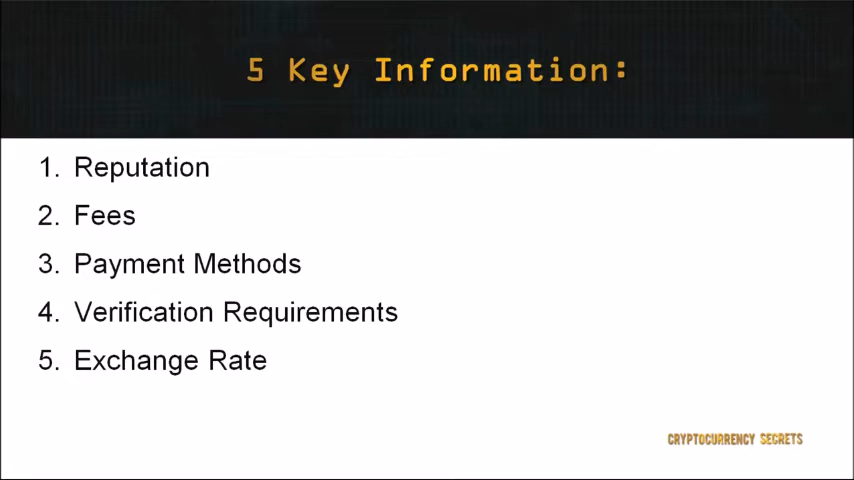 5 Key Information:
1. Reputation
2. Fees
3. Payment Methods
4. Verification Requirements
5. Exchange Rate
CRYPTOCURRENCY SECRETS